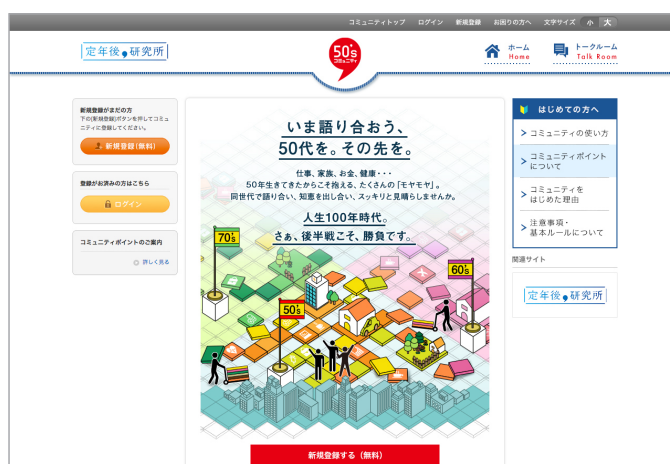 コミュニティトップ ログイン 新規登録 お困りの方へ 文字サイズ 小 大
定年後研究所
50's
コミュニティ
ホーム
Home
トークルーム
Talk Room
新規登録がまだの方
下の(新規登録)ボタンを押してコミュ
ニティに登録してください。
新規登録(無料)
登録がお済みの方はこちら
ログイン
コミュニティポイントのご案内
詳しく見る
いま語り合おう、
50代を。その先を。
仕事、家族、お金、健康・・・
50年生きてきたからこそ抱える、たくさんの「モヤモヤ」。
同世代で語り合い、知恵を出し合い、スッキリと見晴らしませんか。
人生100年時代。
さぁ、後半戦こそ、勝負です。
70's
60's
50's
新規登録する（無料）
はじめての方へ
コミュニティの使い方
コミュニティポイント
について
コミュニティを
はじめた理由
注意事項・
基本ルールについて
関連サイト
定年後研究所